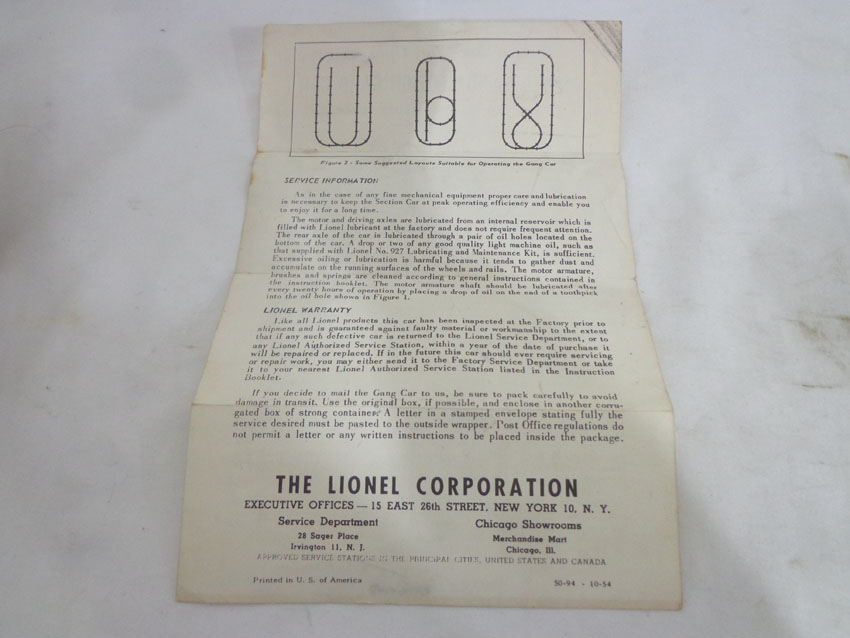 Figure 2 - Some Suggested Layouts Suitable for Operating the Gang Car
SERVICE INFORMATION
As in the case of any fine mechanical equipment proper care and lubrication
is necessary to keep the Section Car at peak operating efficiency and enable you
to enjoy it for a long time.
The motor and driving axles are lubricated from an internal reservoir which is
filled with Lionel lubricant at the factory and does not require frequent attention.
The rear axle of the car is lubricated through a pair of oil holes located on the
bottom of the car. A drop or two of any good quality light machine oil, such as
that supplied with Lionel No. 927 Lubricating and Maintenance Kit, is sufficient.
Excessive oiling or lubrication is harmful because it tends to gather dust and
accumulate on the running surfaces of the wheels and rails. The motor armature,
brushes and springs are cleaned according to general instructions contained in
the instruction booklet. The motor armature shaft should be lubricated after
every twenty hours of operation by placing a drop of oil on the end of a toothpick
into the oil hole shown in Figure 1.
LIONEL WARRANTY
Like all Lionel products this car has been inspected at the Factory prior to
shipment and is guaranteed against faulty material or workmanship to the extent
that if any such defective car is returned to the Lionel Service Department, or to
any Lionel Authorized Service Station, within a year of the date of purchase it
will be repaired or replaced. If in the future this car should ever require servicing
or repair work, you may either send it to the Factory Service Department or take
it to your nearest Lionel Authorized Service Station listed in the Instruction
Booklet.
If you decide to mail the Gang Car to us, be sure to pack carefully to avoid
damage in transit. Use the original box, if possible, and enclose in another corru-
gated box of strong container. A letter in a stamped envelope stating fully the
service desired must be pasted to the outside wrapper. Post Office regulations do
not permit a letter or any written instructions to be placed inside the package.
THE LIONEL CORPORATION
EXECUTIVE OFFICES — 15 EAST 26th STREET, NEW YORK 10, N. Y.
Service Department
28 Sager Place
Irvington 11, N. J.
Chicago Showrooms
Merchandise Mart
Chicago, Ill.
APPROVED SERVICE STATIONS IN THE PRINCIPAL CITIES, UNITED STATES AND CANADA
Printed in U. S. of America
50-94 - 10-54